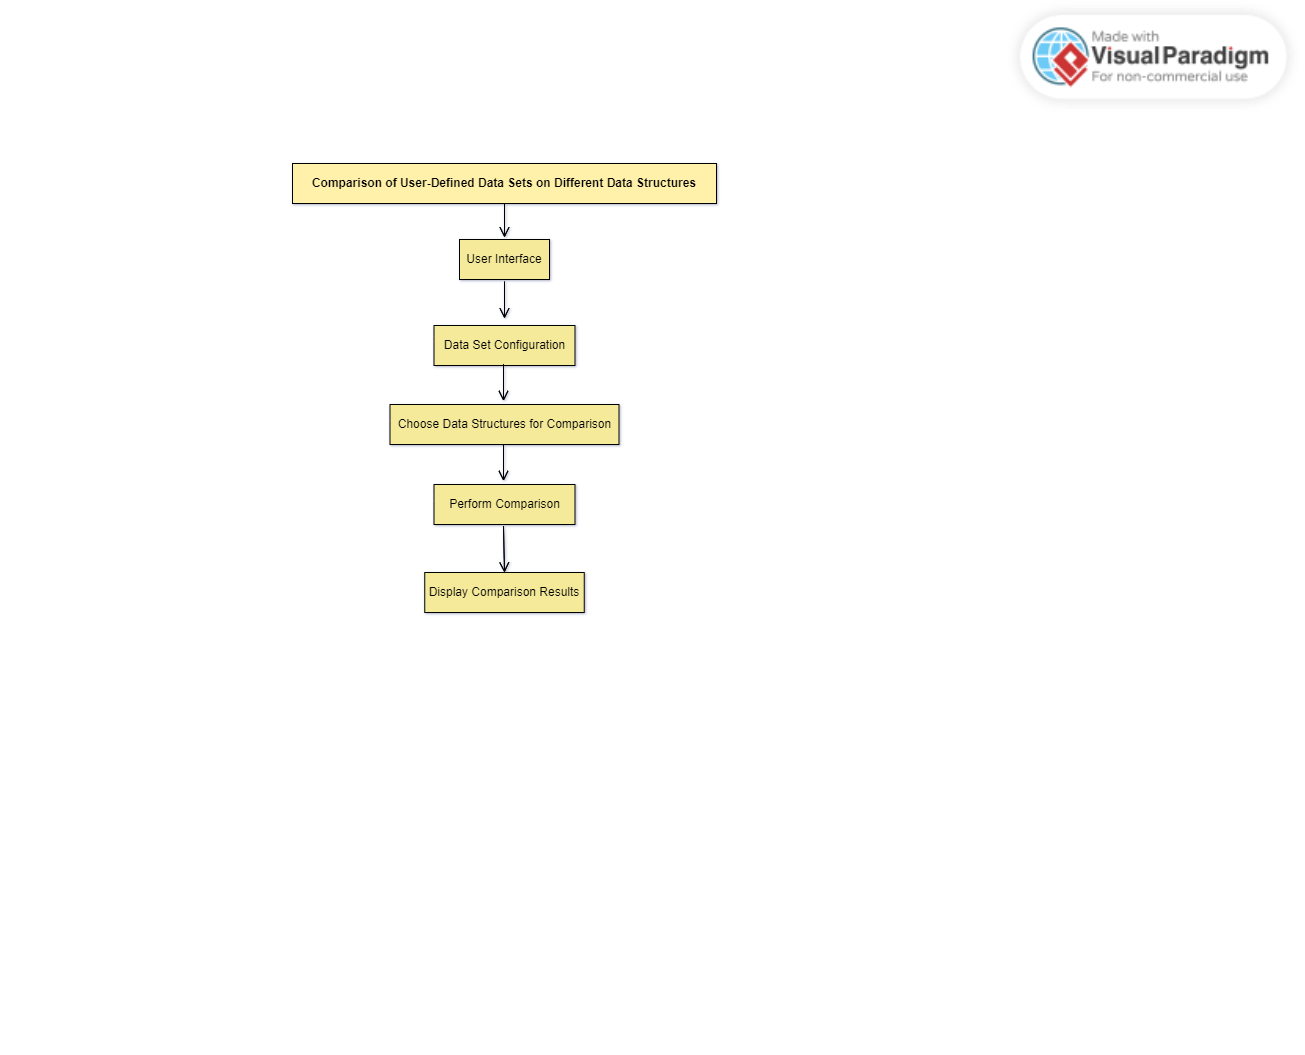 Made with
Visual Paradigm
For non-commercial use
Comparison of User-Defined Data Sets on Different Data Structures
User Interface
Data Set Configuration
Choose Data Structures for Comparison
Perform Comparison
Display Comparison Results